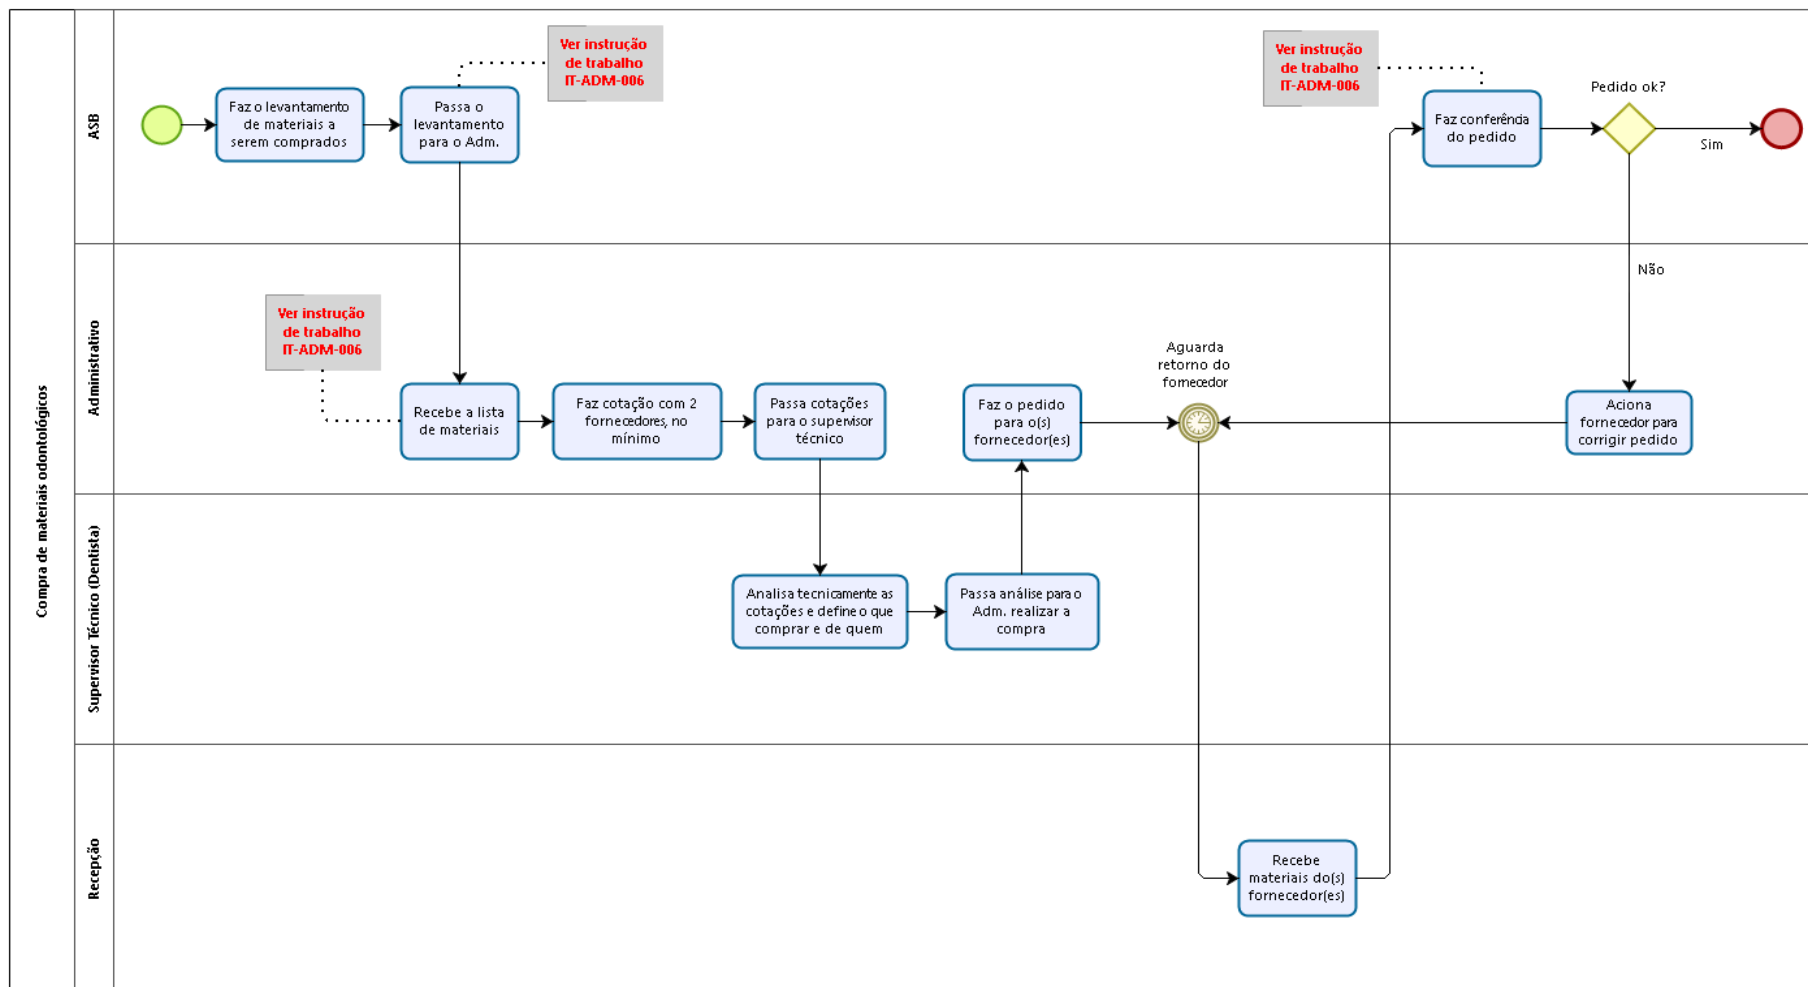 Compra de materiais odontológicos
ASB
Faz o levantamento
de materiais a
serem comprados
Passa o
levantamento
para o Adm.
Ver instrução
de trabalho
IT-ADM-006
Ver instrução
de trabalho
IT-ADM-006
Faz conferência
do pedido
Pedido ok?
Sim
Não
Administrativo
Ver instrução
de trabalho
IT-ADM-006
Recebe a lista
de materiais
Faz cotação com 2
fornecedores, no
mínimo
Passa cotações
para o supervisor
técnico
Faz o pedido
para o(s)
fornecedor(es)
Aguarda
retorno do
fornecedor
Aciona
fornecedor para
corrigir pedido
Supervisor Técnico (Dentista)
Analisa tecnicamente as
cotações e define o que
comprar e de quem
Passa análise para o
Adm. realizar a
compra
Recepção
Recebe
materiais do(s)
fornecedor(es)